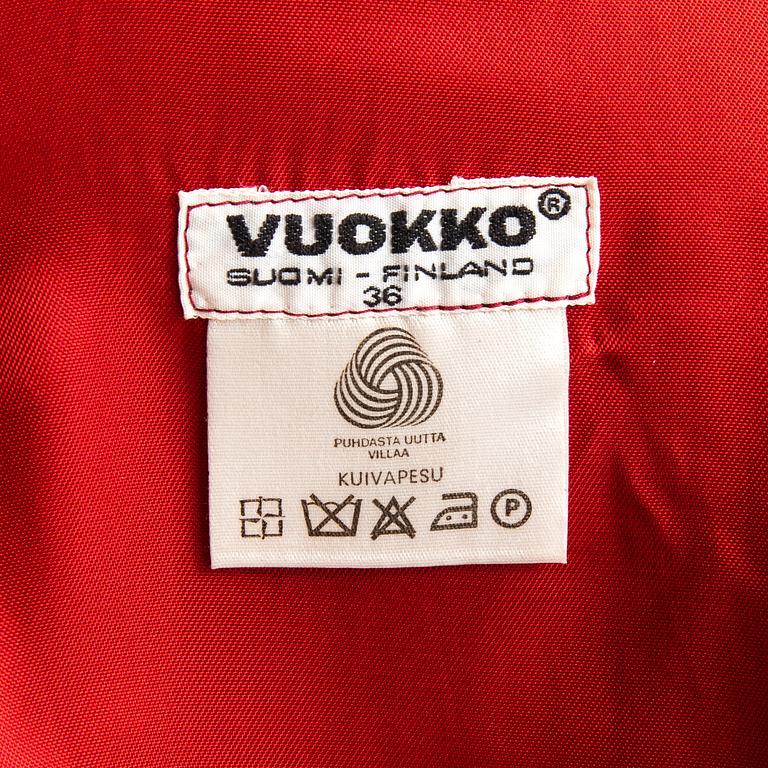 VUOKKO®
SUOMI - FINLAND
36
PUHDASTA UUTTA
VILLAA
KUIVAPESU
P